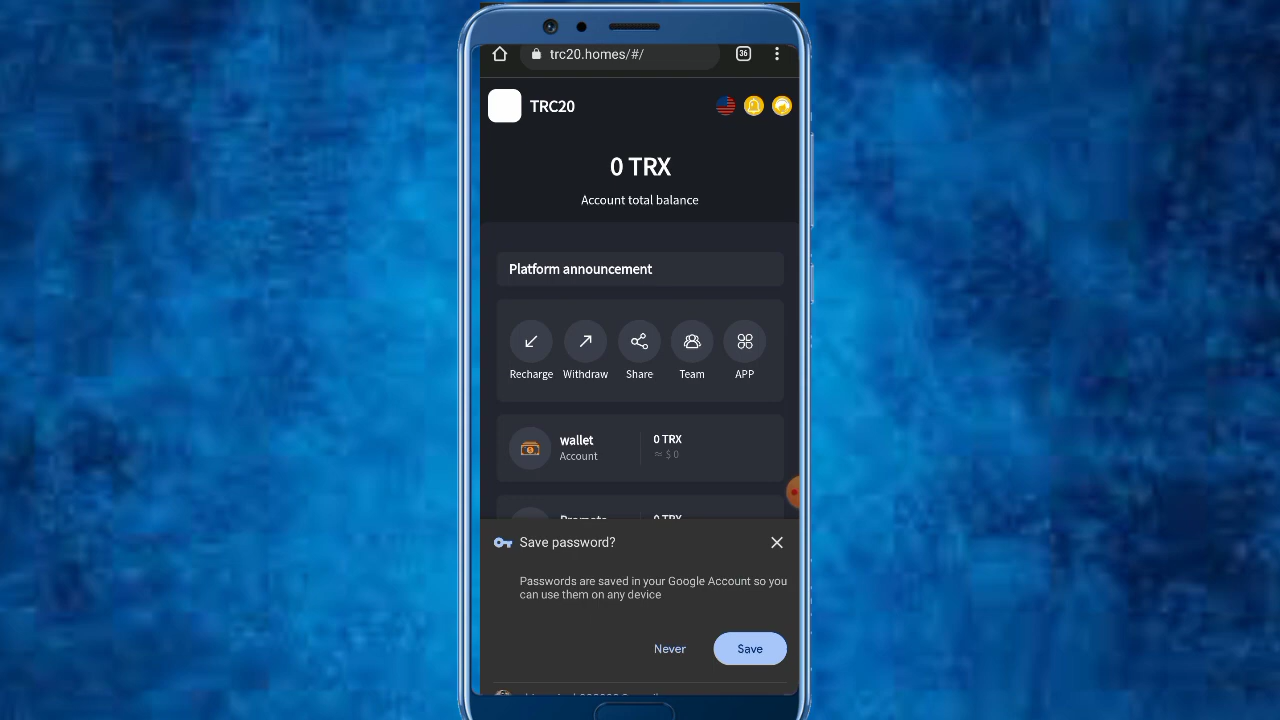 trc20.homes/#/
36
TRC20
0 TRX
Account total balance
Platform announcement
Recharge Withdraw Share Team APP
wallet 0 TRX
Account ≈ $ 0
Promote 0 TRX
Save password?
Passwords are saved in your Google Account so you
can use them on any device
Never Save